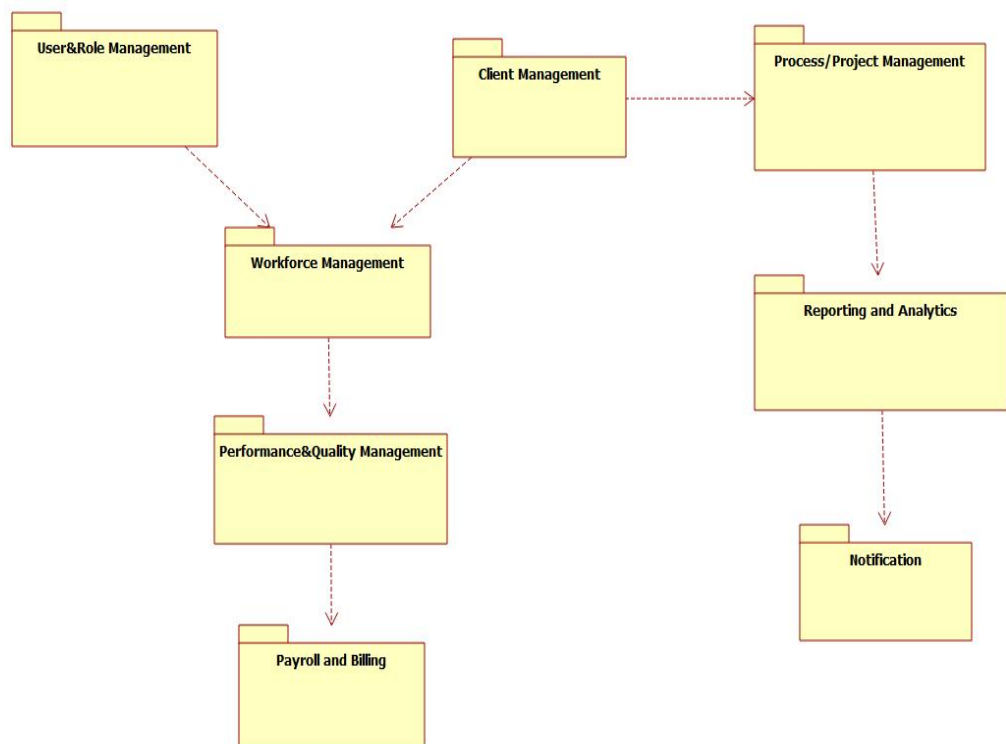 User&Role Management
Client Management
Process/Project Management
Workforce Management
Reporting and Analytics
Performance&Quality Management
Notification
Payroll and Billing